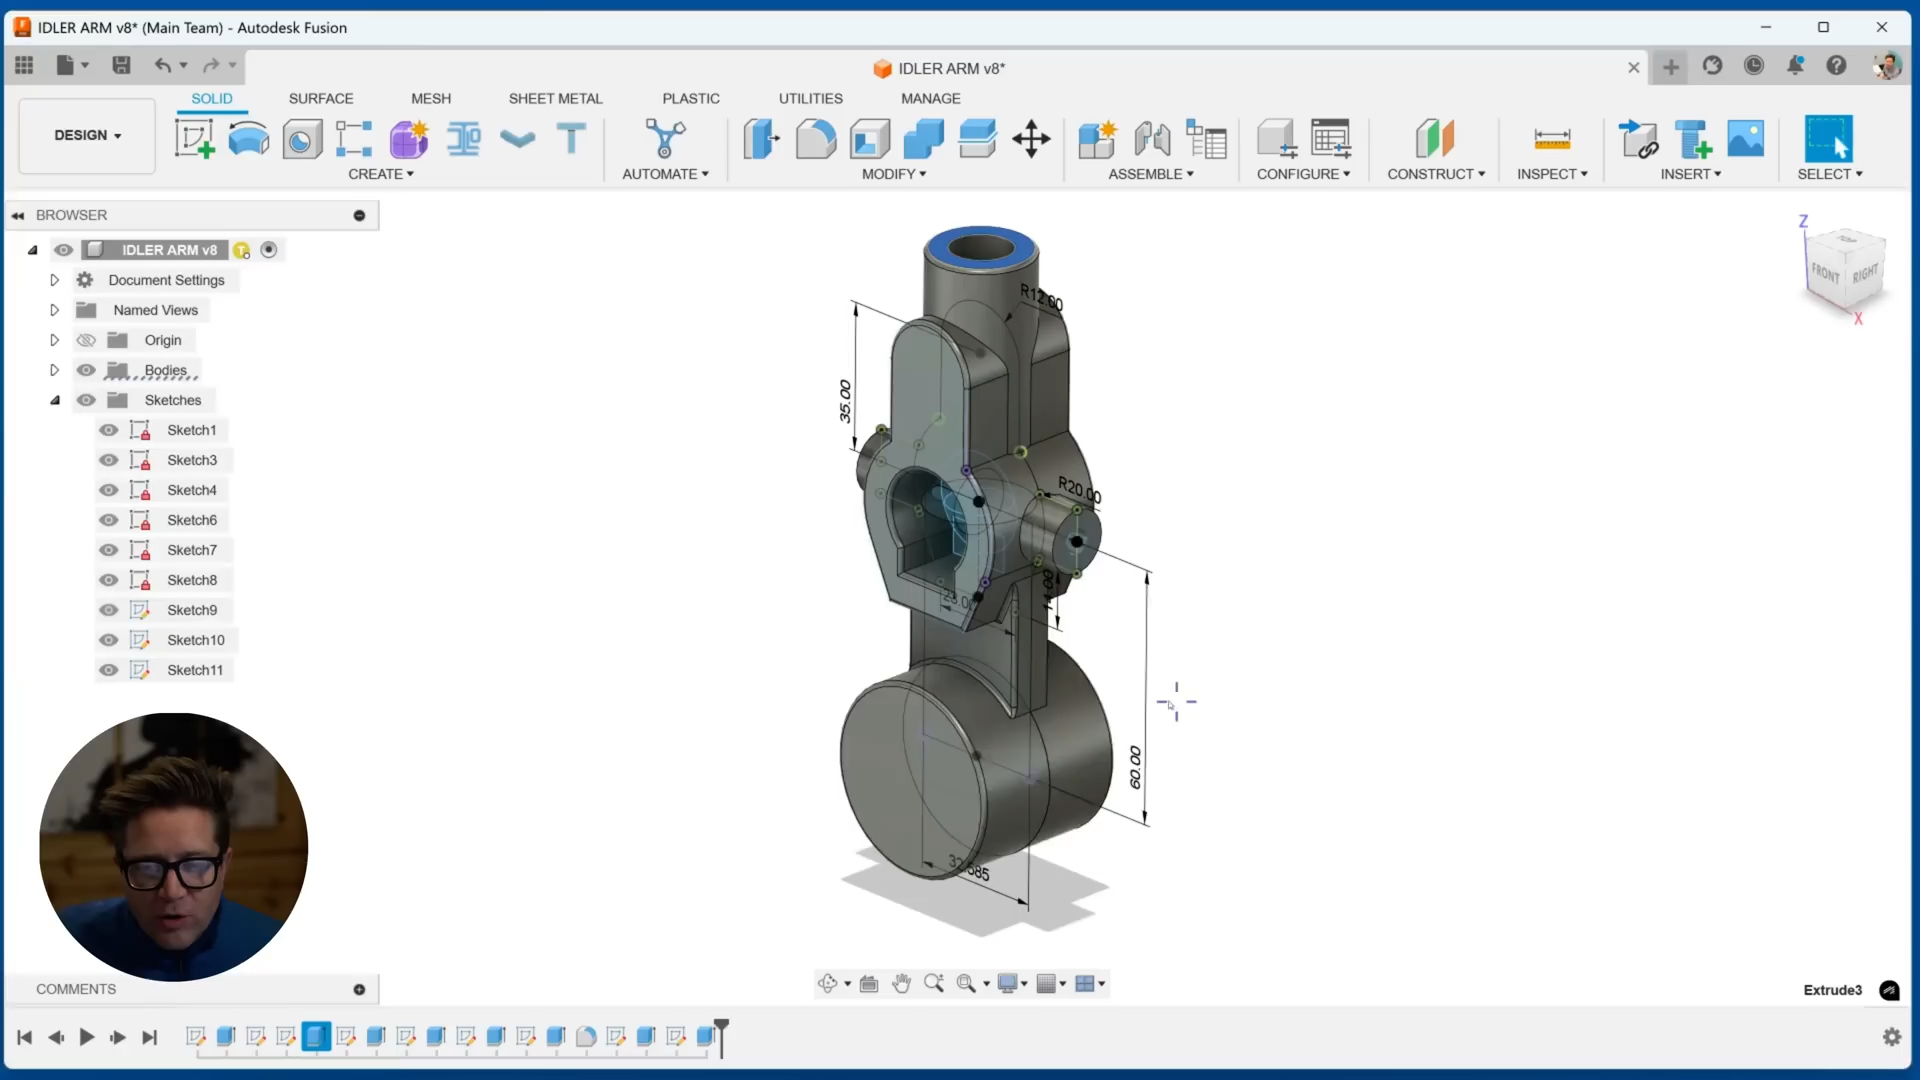 IDLER ARM v8* (Main Team) - Autodesk Fusion
IDLER ARM v8*
SOLID SURFACE MESH SHEET METAL PLASTIC UTILITIES MANAGE
DESIGN
CREATE AUTOMATE MODIFY ASSEMBLE CONFIGURE CONSTRUCT INSPECT INSERT SELECT
BROWSER
IDLER ARM v8
Document Settings
Named Views
Origin
Bodies
Sketches
Sketch1
Sketch3
Sketch4
Sketch6
Sketch7
Sketch8
Sketch9
Sketch10
Sketch11
R12.00
35.00
R20.00
14.00
60.00
Z
TOP
FRONT RIGHT
X
COMMENTS
Extrude3